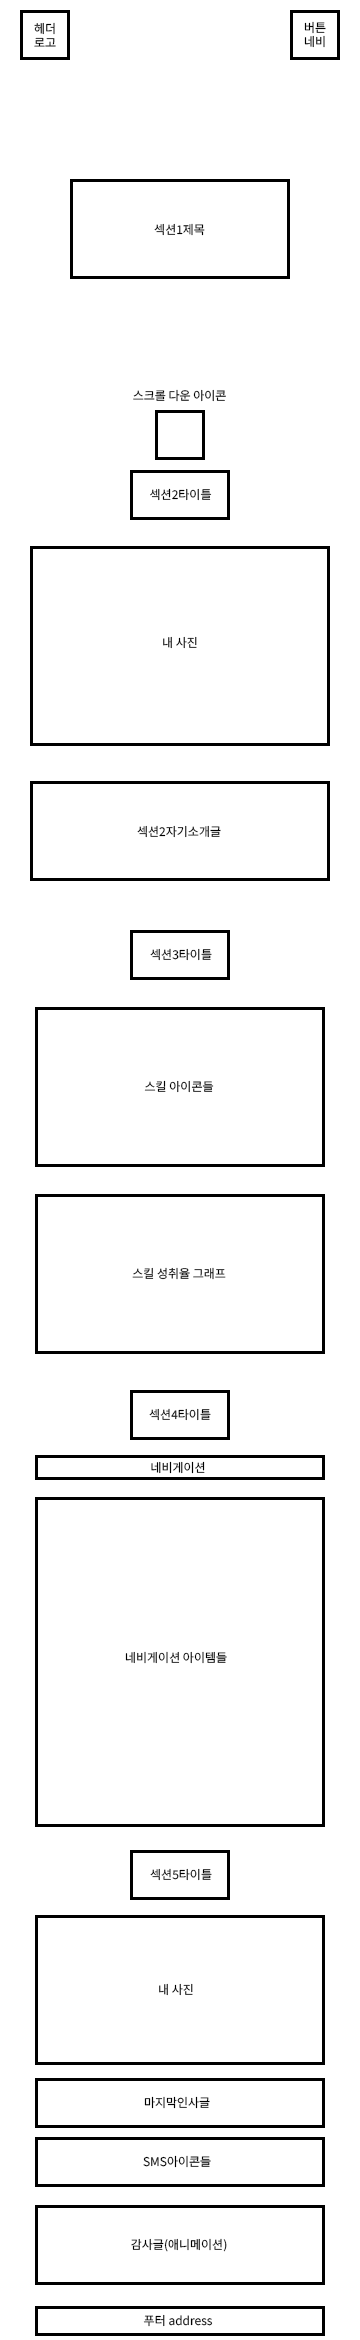 헤더
로고
버튼
네비
섹션1제목
스크롤 다운 아이콘
섹션2타이틀
내 사진
섹션2자기소개글
섹션3타이틀
스킬 아이콘들
스킬 성취율 그래프
섹션4타이틀
네비게이션
네비게이션 아이템들
섹션5타이틀
내 사진
마지막인사글
SMS아이콘들
감사글(애니메이션)
푸터 address